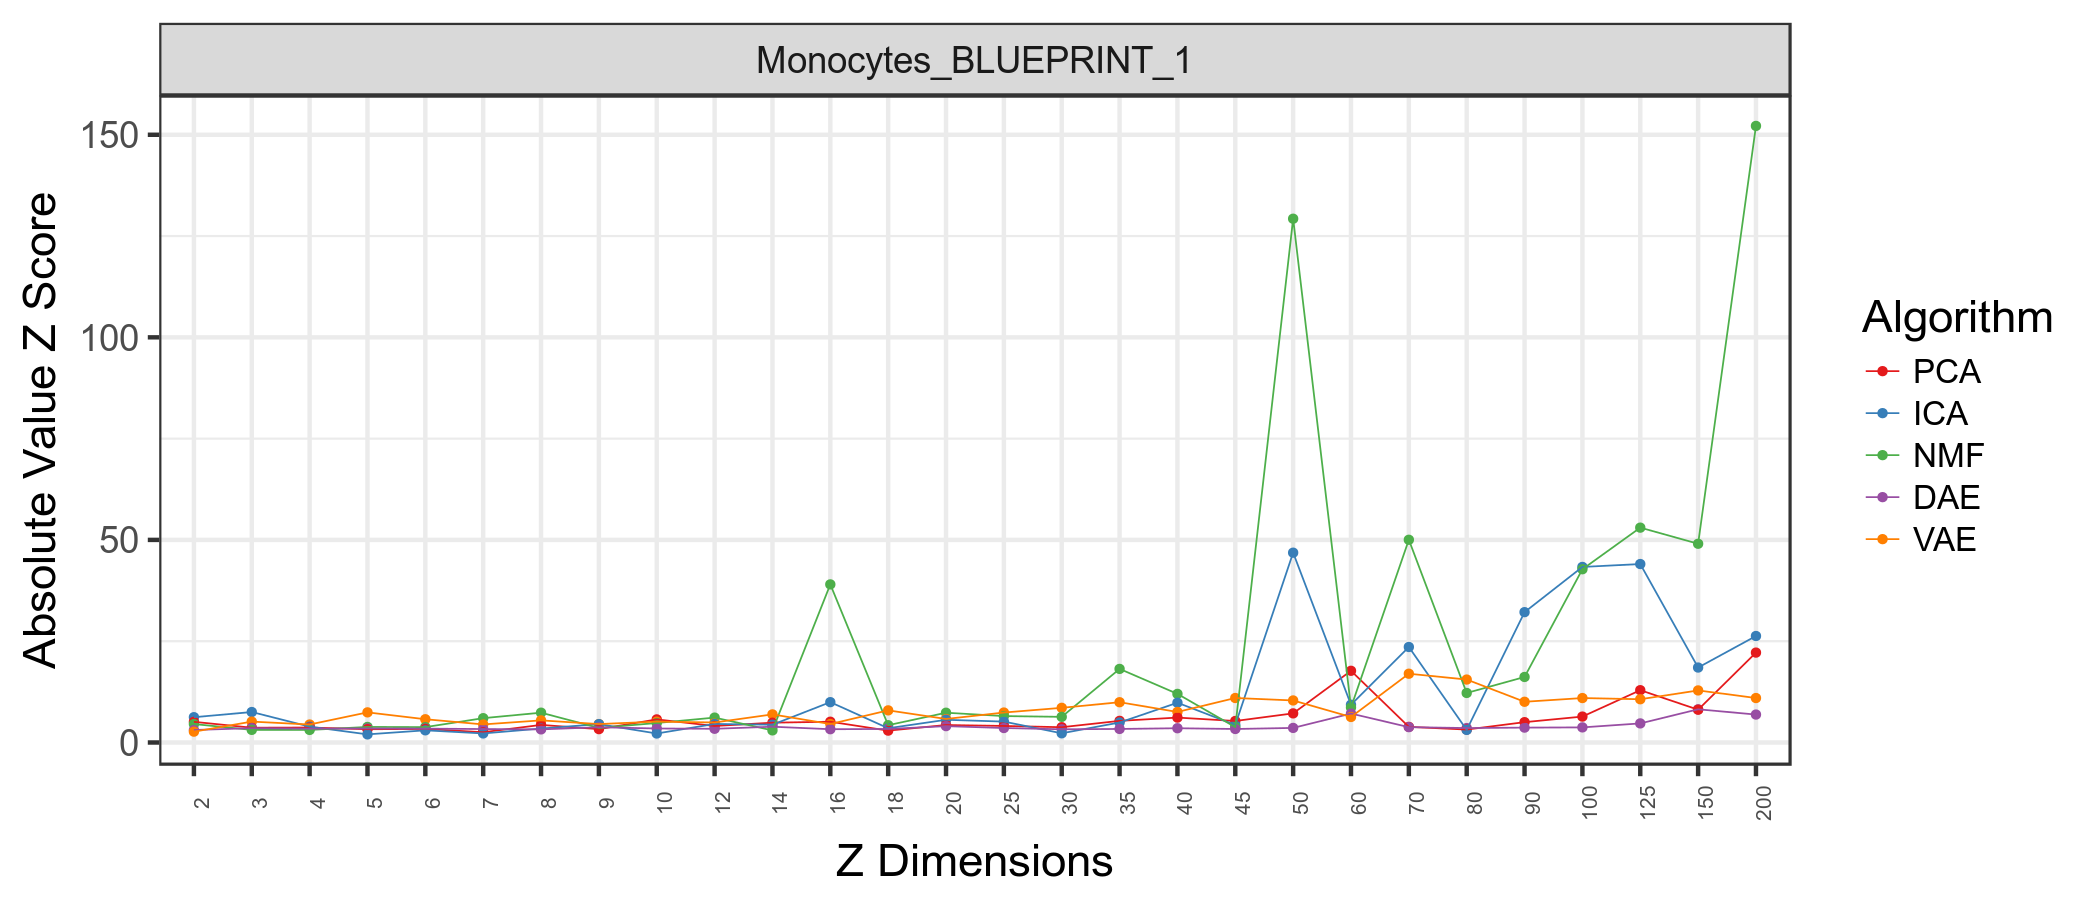 Monocytes_BLUEPRINT_1
Absolute Value Z Score
150
100
50
0
2 3 4 5 6 7 8 9 10 12 14 16 18 20 25 30 35 40 45 50 60 70 80 90 100 125 150 200
Z Dimensions
Algorithm
PCA
ICA
NMF
DAE
VAE